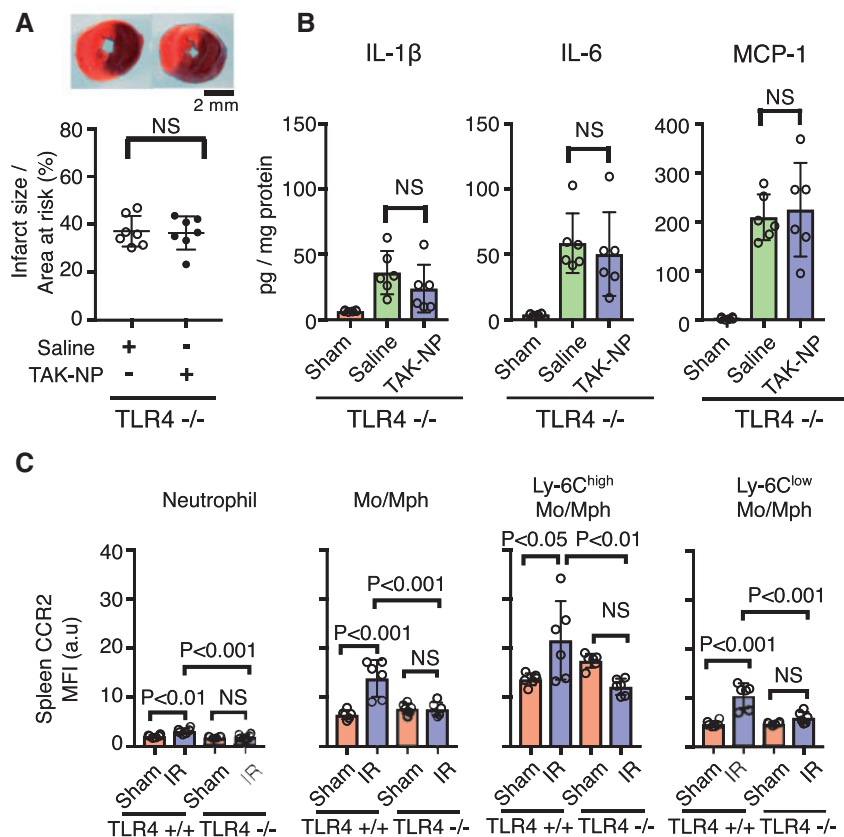 A
2 mm
NS
Infarct size /
Area at risk (%)
80
60
40
20
0
Saline + -
TAK-NP - +
TLR4 -/-
B
IL-1β
IL-6
MCP-1
pg / mg protein
150
100
50
0
NS
Sham
Saline
TAK-NP
TLR4 -/-
150
100
50
0
NS
Sham
Saline
TAK-NP
TLR4 -/-
400
300
200
100
0
NS
Sham
Saline
TAK-NP
TLR4 -/-
C
Neutrophil
Mo/Mph
Ly-6Chigh
Mo/Mph
Ly-6Clow
Mo/Mph
Spleen CCR2
MFI (a.u)
40
30
20
10
0
P<0.001
P<0.01
NS
Sham
IR
Sham
IR
TLR4 +/+
TLR4 -/-
P<0.001
P<0.001
NS
Sham
IR
Sham
IR
TLR4 +/+
TLR4 -/-
P<0.05
P<0.01
NS
Sham
IR
Sham
IR
TLR4 +/+
TLR4 -/-
P<0.001
P<0.001
NS
Sham
IR
Sham
IR
TLR4 +/+
TLR4 -/-